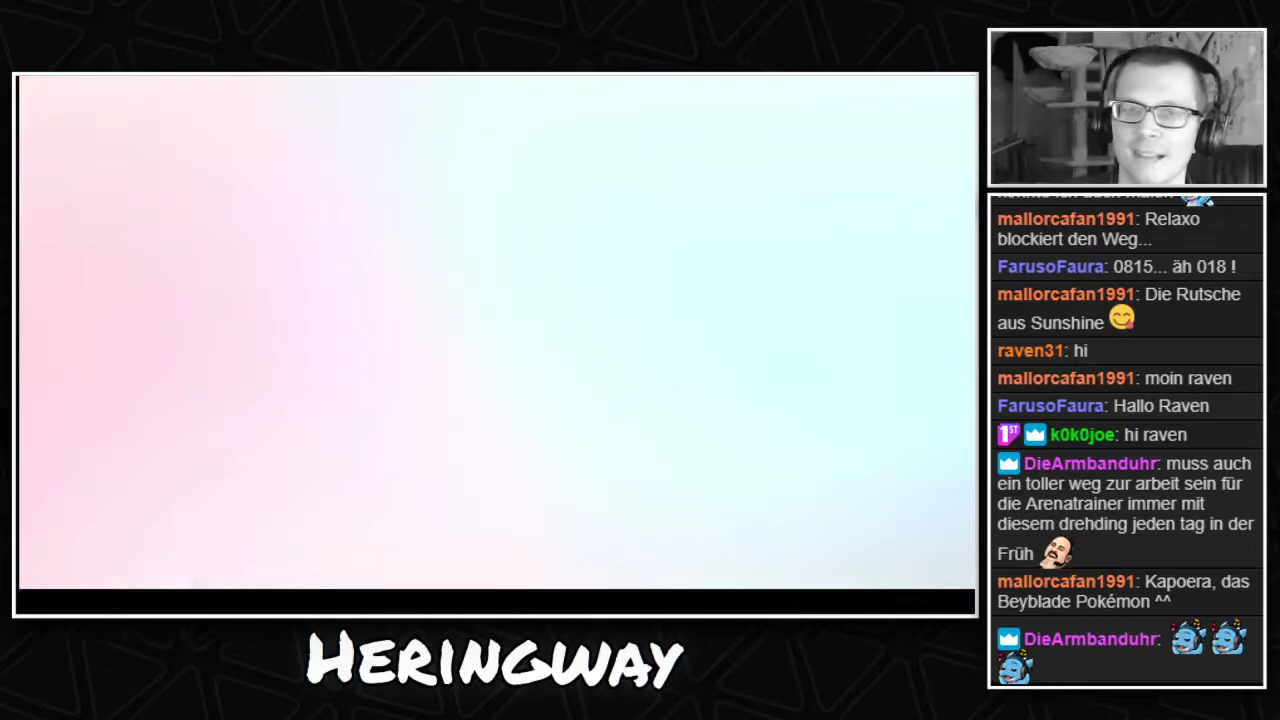 mallorcafan1991: Relaxo
blockiert den Weg...
FarusoFaura: 0815... äh 018 !
mallorcafan1991: Die Rutsche
aus Sunshine
raven31: hi
mallorcafan1991: moin raven
FarusoFaura: Hallo Raven
1ST k0k0joe: hi raven
DieArmbanduhr: muss auch
ein toller weg zur arbeit sein für
die Arenatrainer immer mit
diesem drehding jeden tag in der
Früh
mallorcafan1991: Kapoera, das
Beyblade Pokémon ^^
DieArmbanduhr:
HERINGWAY